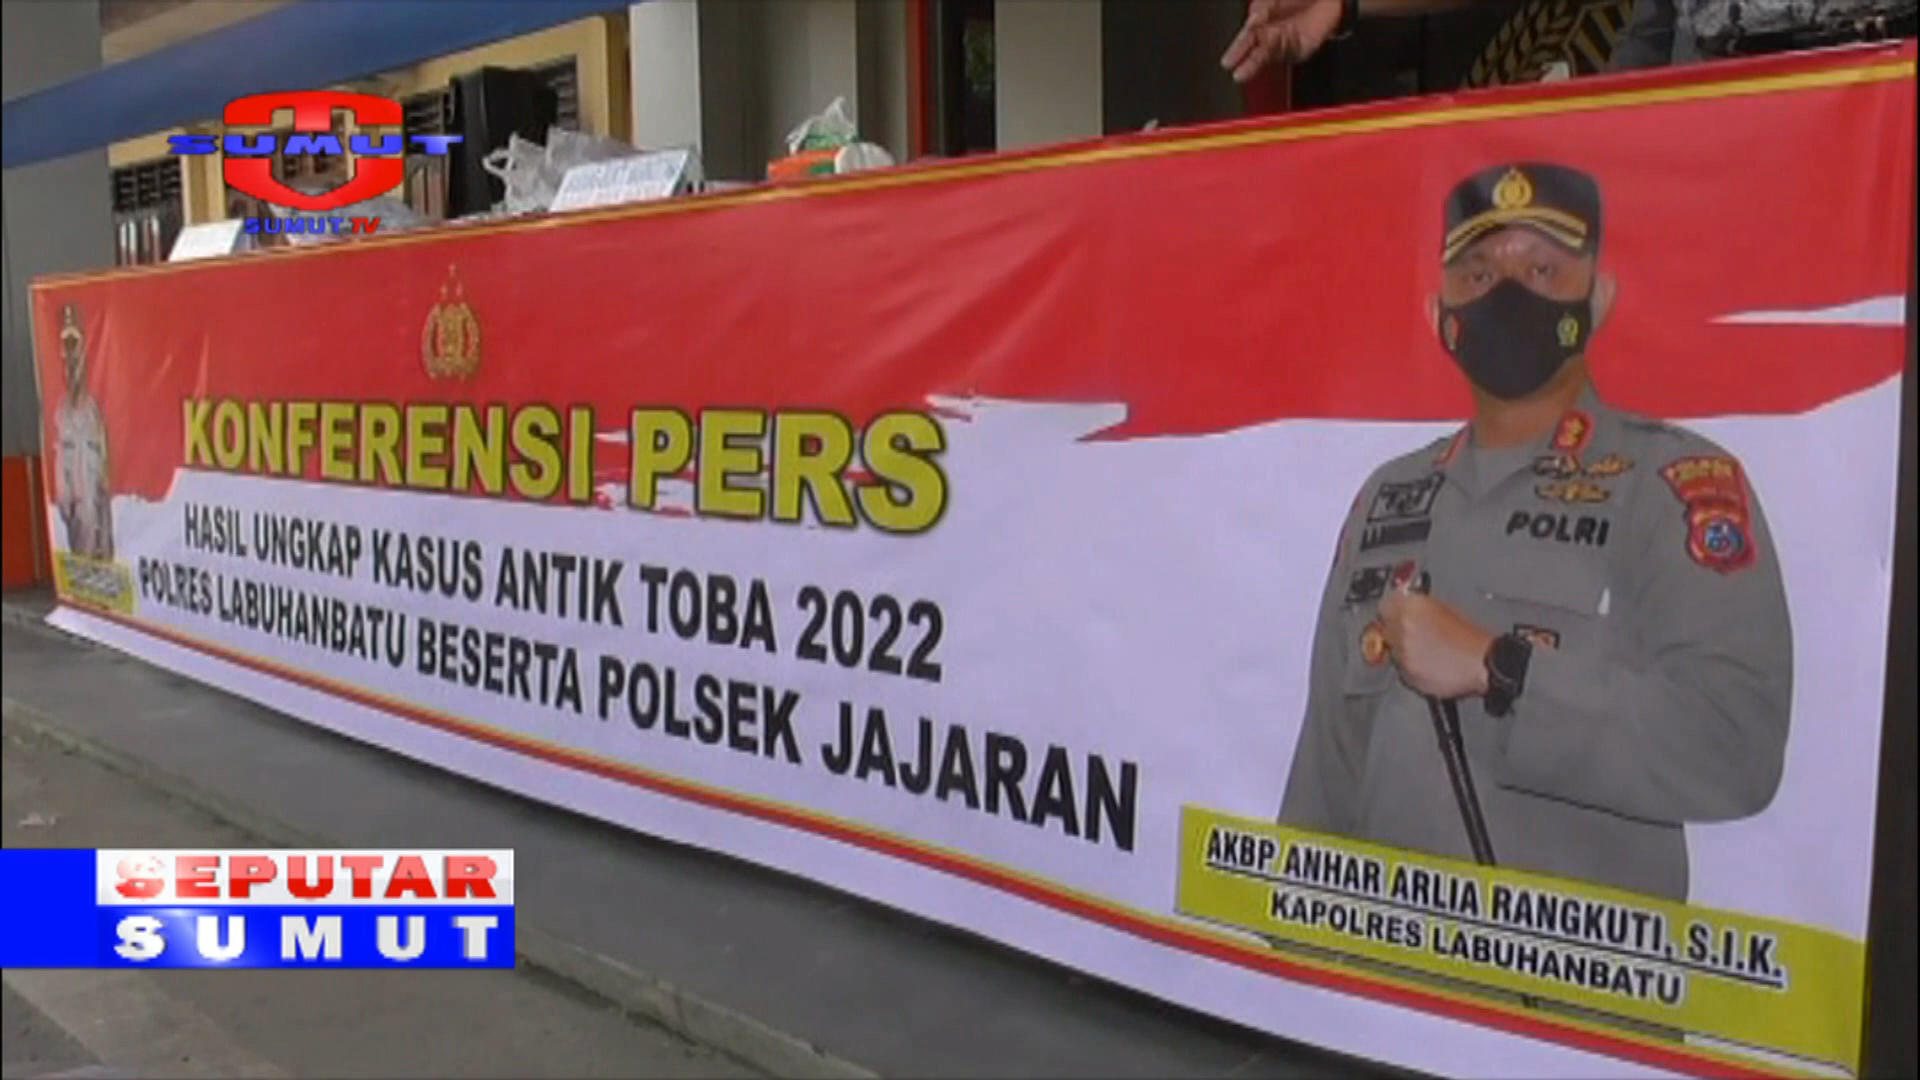 SUMUT
SUMUT TV
KONFERENSI PERS
HASIL UNGKAP KASUS ANTIK TOBA 2022
POLRES LABUHANBATU BESERTA POLSEK JAJARAN
POLRI
AKBP ANHAR ARLIA RANGKUTI, S.I.K.
KAPOLRES LABUHANBATU
SEPUTAR
SUMUT